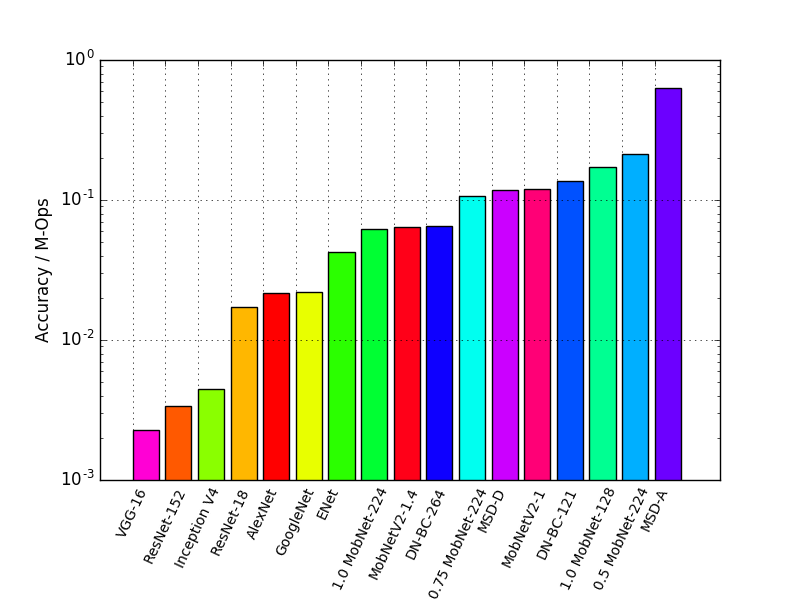 10^0
10^-1
10^-2
10^-3
Accuracy / M-Ops
VGG-16
ResNet-152
Inception V4
ResNet-18
AlexNet
GoogleNet
ENet
1.0 MobNet-224
MobNetV2-1.4
DN-BC-264
0.75 MobNet-224
MSD-D
MobNetV2-1
DN-BC-121
1.0 MobNet-128
0.5 MobNet-224
MSD-A